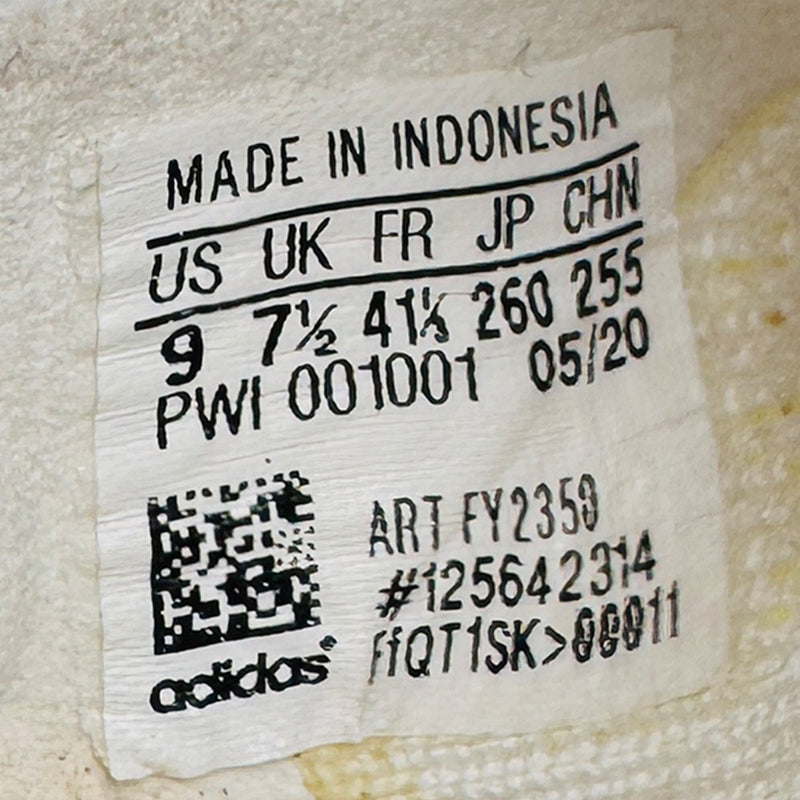 MADE IN INDONESIA
US UK FR JP CHN
9 7½ 41⅓ 260 255
PWI 001001 05/20
ART FY2359
#125642314
adidas